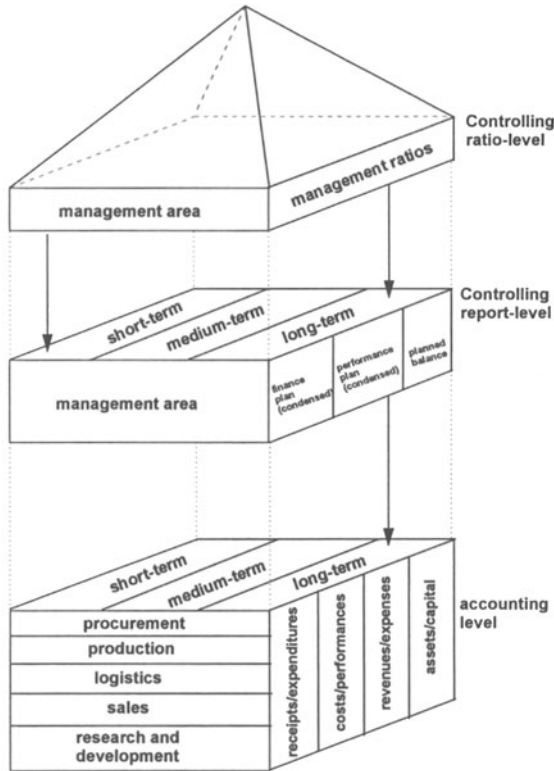 Controlling
ratio-level
management ratios
management area
Controlling
report-level
short-term
medium-term
long-term
management area
finance
plan
(condensed)
performance
plan
(condensed)
planned
balance
accounting
level
short-term
medium-term
long-term
procurement
production
logistics
sales
research and
development
receipts/expenditures
costs/performances
revenues/expenses
assets/capital